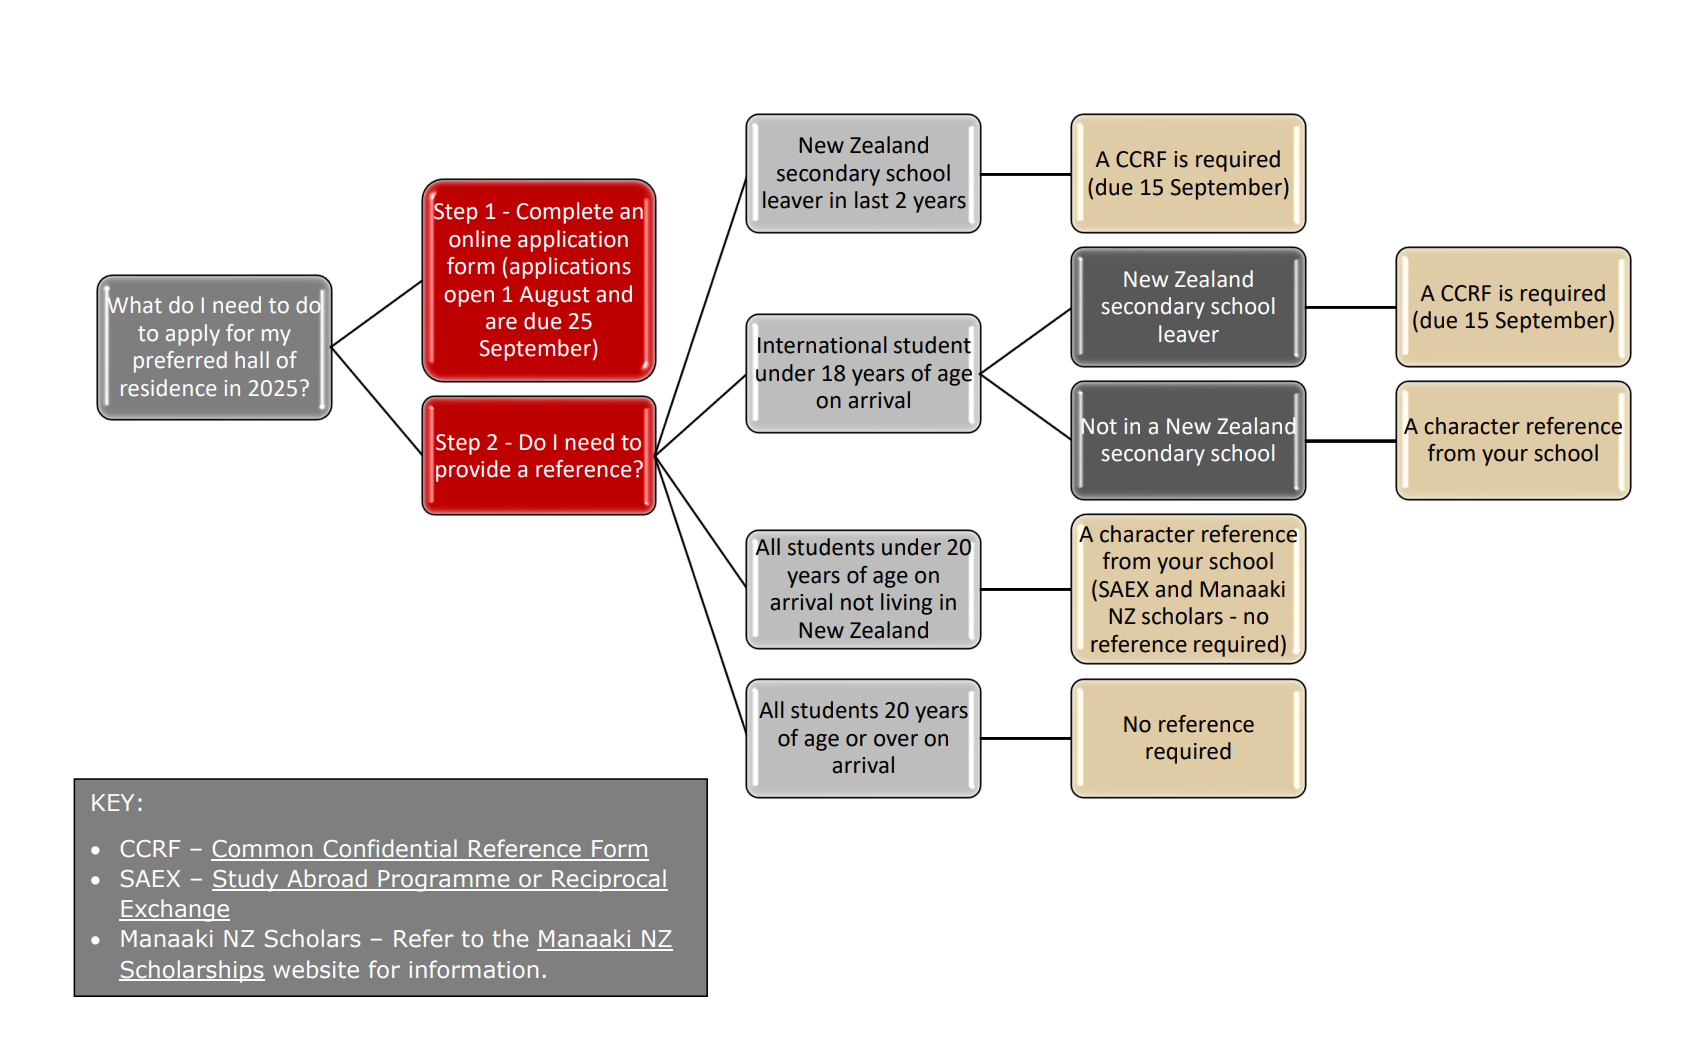 What do I need to do
to apply for my
preferred hall of
residence in 2025?
Step 1 - Complete an
online application
form (applications
open 1 August and
are due 25
September)
Step 2 - Do I need to
provide a reference?
New Zealand
secondary school
leaver in last 2 years
A CCRF is required
(due 15 September)
International student
under 18 years of age
on arrival
New Zealand
secondary school
leaver
A CCRF is required
(due 15 September)
Not in a New Zealand
secondary school
A character reference
from your school
All students under 20
years of age on
arrival not living in
New Zealand
A character reference
from your school
(SAEX and Manaaki
NZ scholars - no
reference required)
All students 20 years
of age or over on
arrival
No reference
required
KEY:
• CCRF – Common Confidential Reference Form
• SAEX – Study Abroad Programme or Reciprocal
Exchange
• Manaaki NZ Scholars – Refer to the Manaaki NZ
Scholarships website for information.